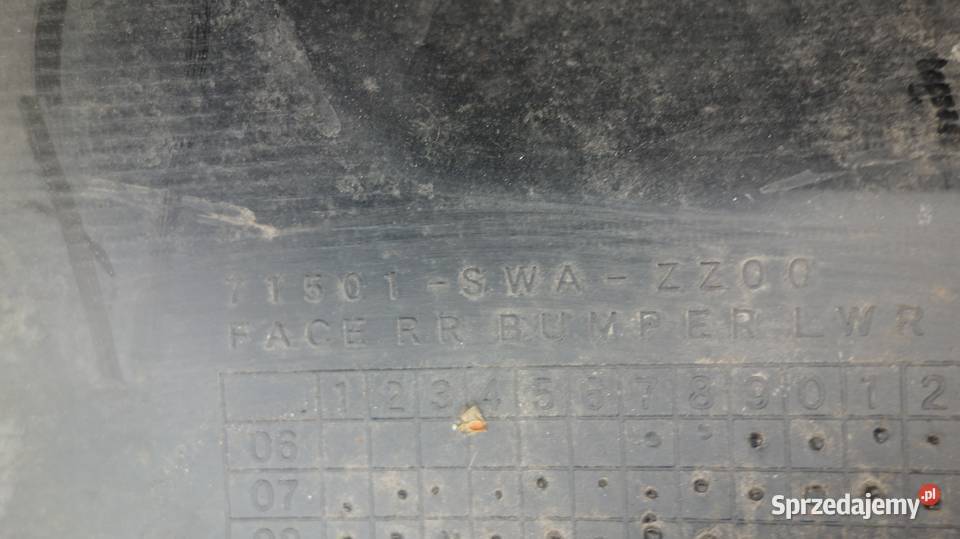 71501-SWA-ZZ00
FACE RR BUMPER LWR
1 2 3 4 5 6 7 8 9 0 1 2
06
07
08
Sprzedajemy.pl